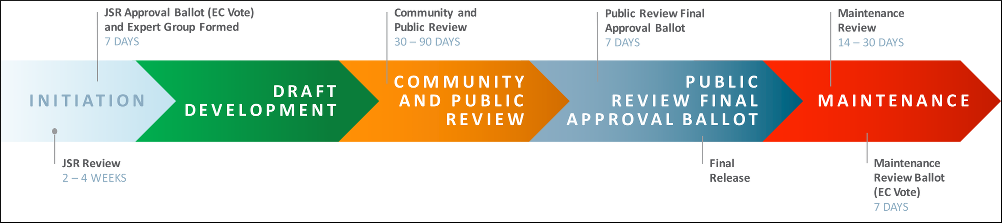 JSR Approval Ballot (EC Vote)
and Expert Group Formed
7 DAYS
Community and
Public Review
30 – 90 DAYS
Public Review Final
Approval Ballot
7 DAYS
Maintenance
Review
14 – 30 DAYS
INITIATION
DRAFT
DEVELOPMENT
COMMUNITY
AND PUBLIC
REVIEW
PUBLIC
REVIEW FINAL
APPROVAL BALLOT
MAINTENANCE
JSR Review
2 – 4 WEEKS
Final
Release
Maintenance
Review Ballot
(EC Vote)
7 DAYS